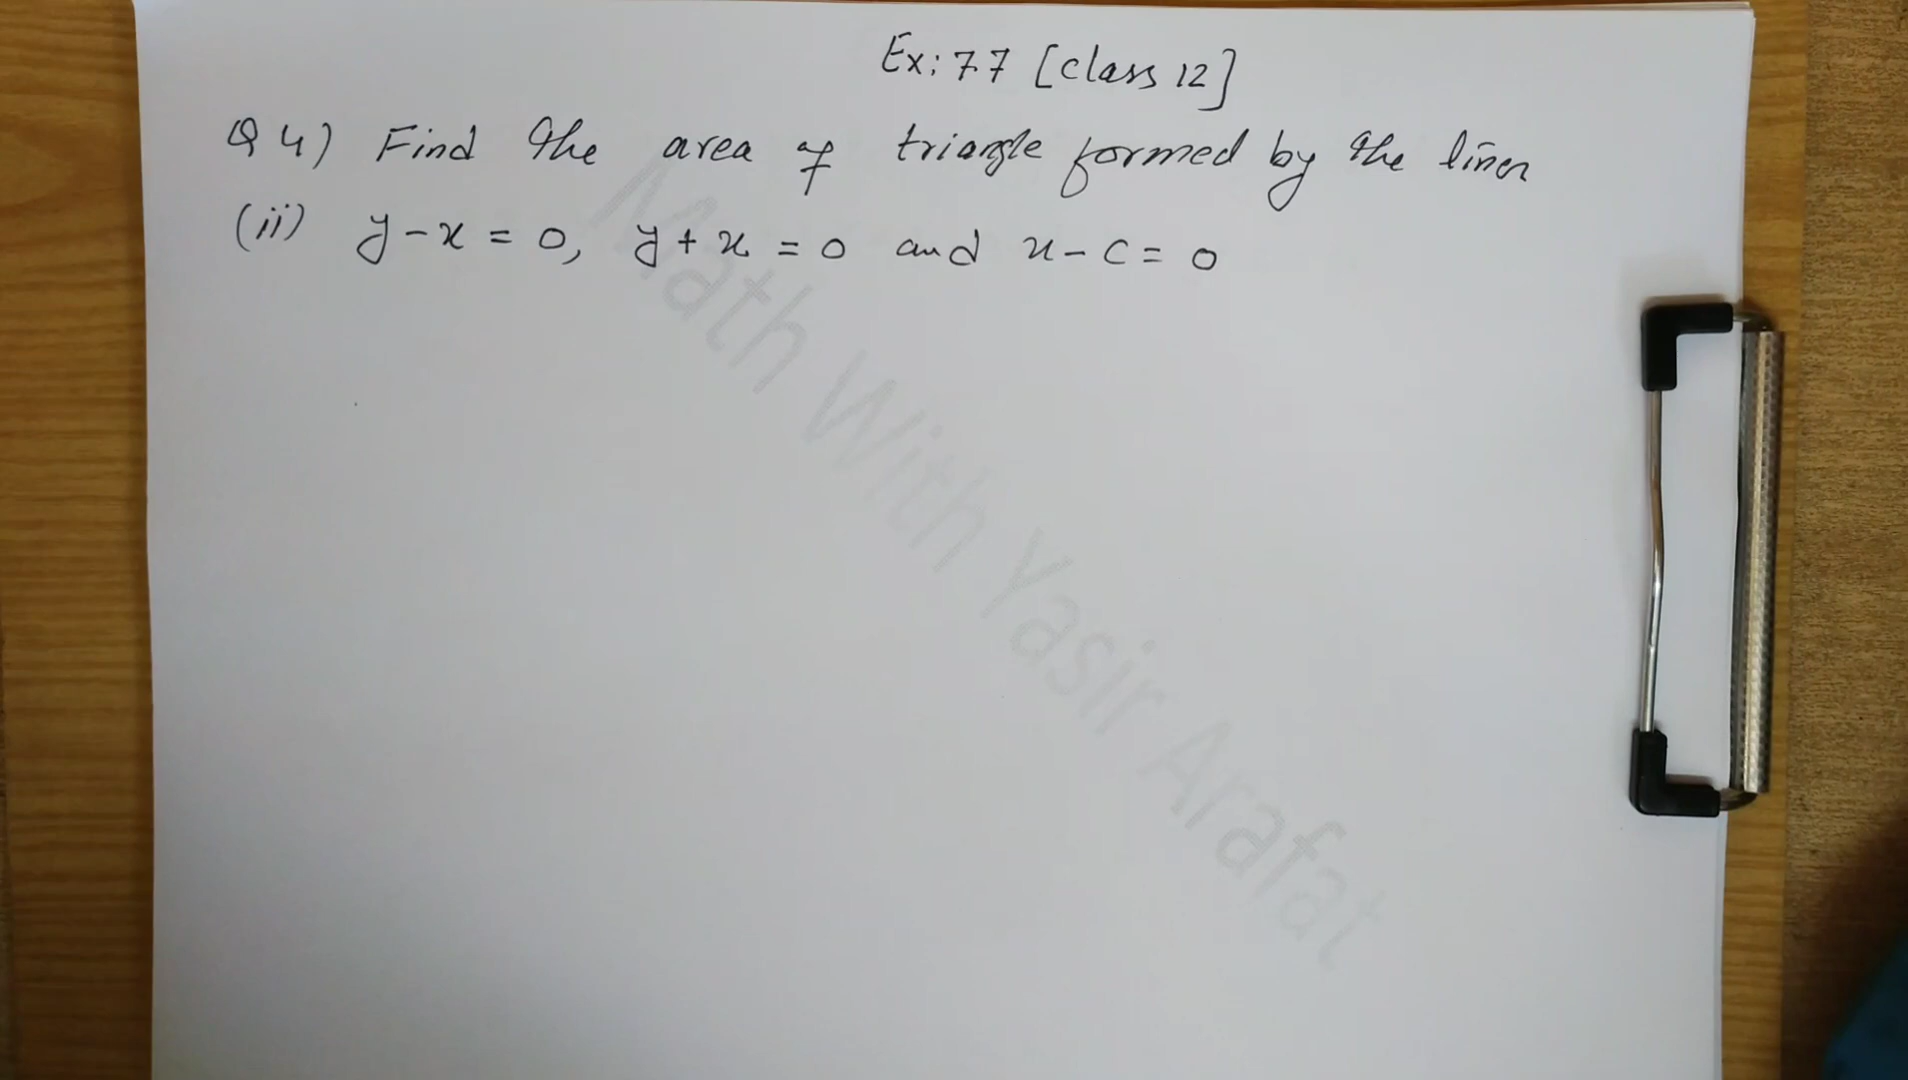 Ex: 7.7 [class 12]
Q 4) Find the area of triangle formed by the lines
(ii) y - x = 0, y + x = 0 and x - c = 0
Math With Yasir Arafat